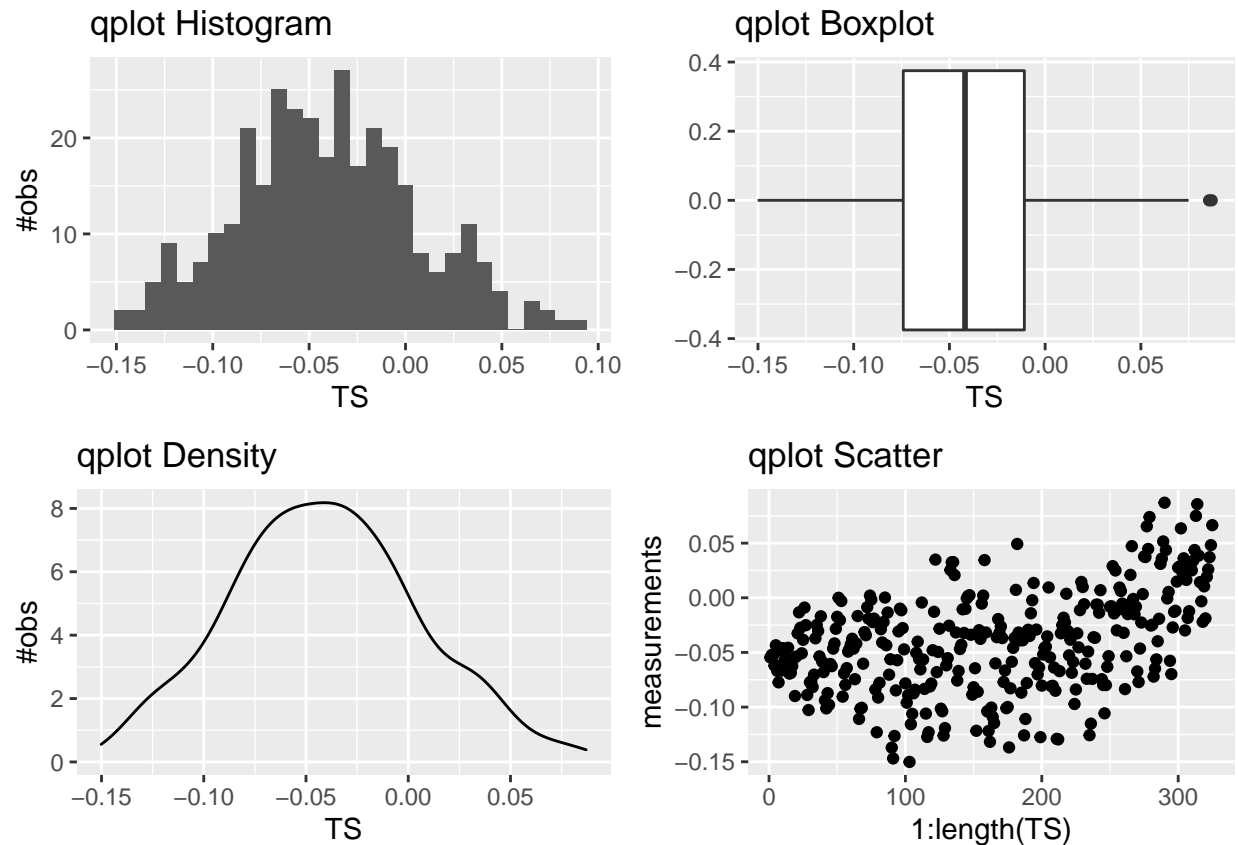 qplot Histogram
20
10
0
#obs
−0.15 −0.10 −0.05 0.00 0.05 0.10
TS
qplot Boxplot
0.4
0.2
0.0
−0.2
−0.4
−0.15 −0.10 −0.05 0.00 0.05
TS
qplot Density
8
6
4
2
0
#obs
−0.15 −0.10 −0.05 0.00 0.05
TS
qplot Scatter
0.05
0.00
−0.05
−0.10
−0.15
measurements
0 100 200 300
1:length(TS)